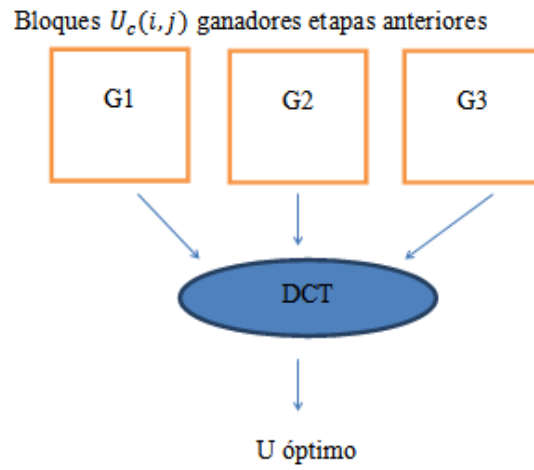 Bloques U_c(i,j) ganadores etapas anteriores
G1 G2 G3
DCT
U óptimo